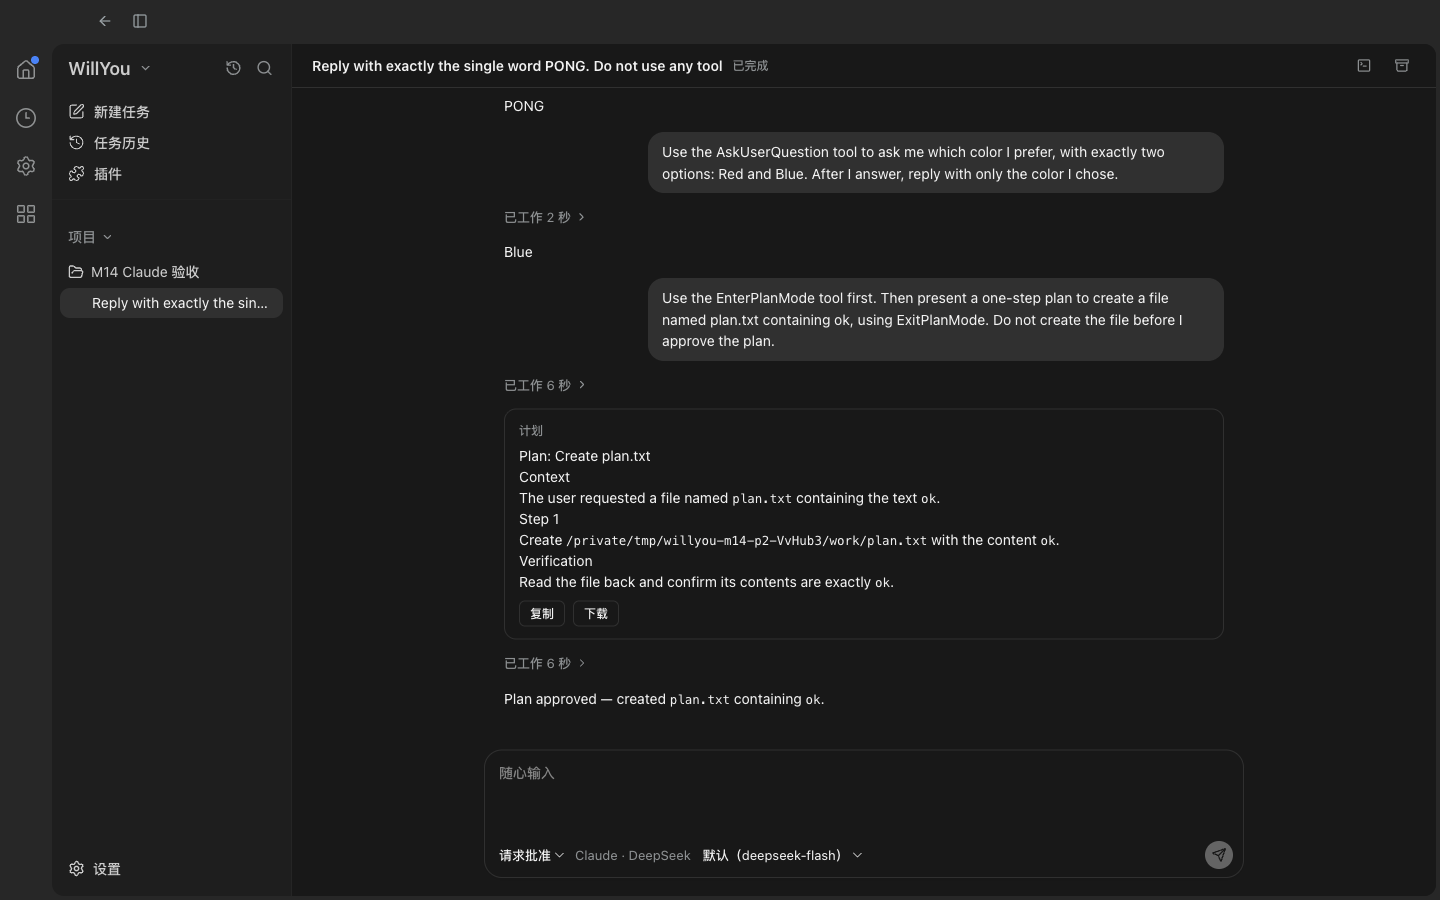 WillYou
新建任务
任务历史
插件
项目
M14 Claude 验收
Reply with exactly the sin...
设置
Reply with exactly the single word PONG. Do not use any tool 已完成
PONG
Use the AskUserQuestion tool to ask me which color I prefer, with exactly two
options: Red and Blue. After I answer, reply with only the color I chose.
已工作 2 秒
Blue
Use the EnterPlanMode tool first. Then present a one-step plan to create a file
named plan.txt containing ok, using ExitPlanMode. Do not create the file before I
approve the plan.
已工作 6 秒
计划
Plan: Create plan.txt
Context
The user requested a file named plan.txt containing the text ok.
Step 1
Create /private/tmp/willyou-m14-p2-VvHub3/work/plan.txt with the content ok.
Verification
Read the file back and confirm its contents are exactly ok.
复制 下载
已工作 6 秒
Plan approved — created plan.txt containing ok.
随心输入
请求批准 Claude · DeepSeek 默认（deepseek-flash）